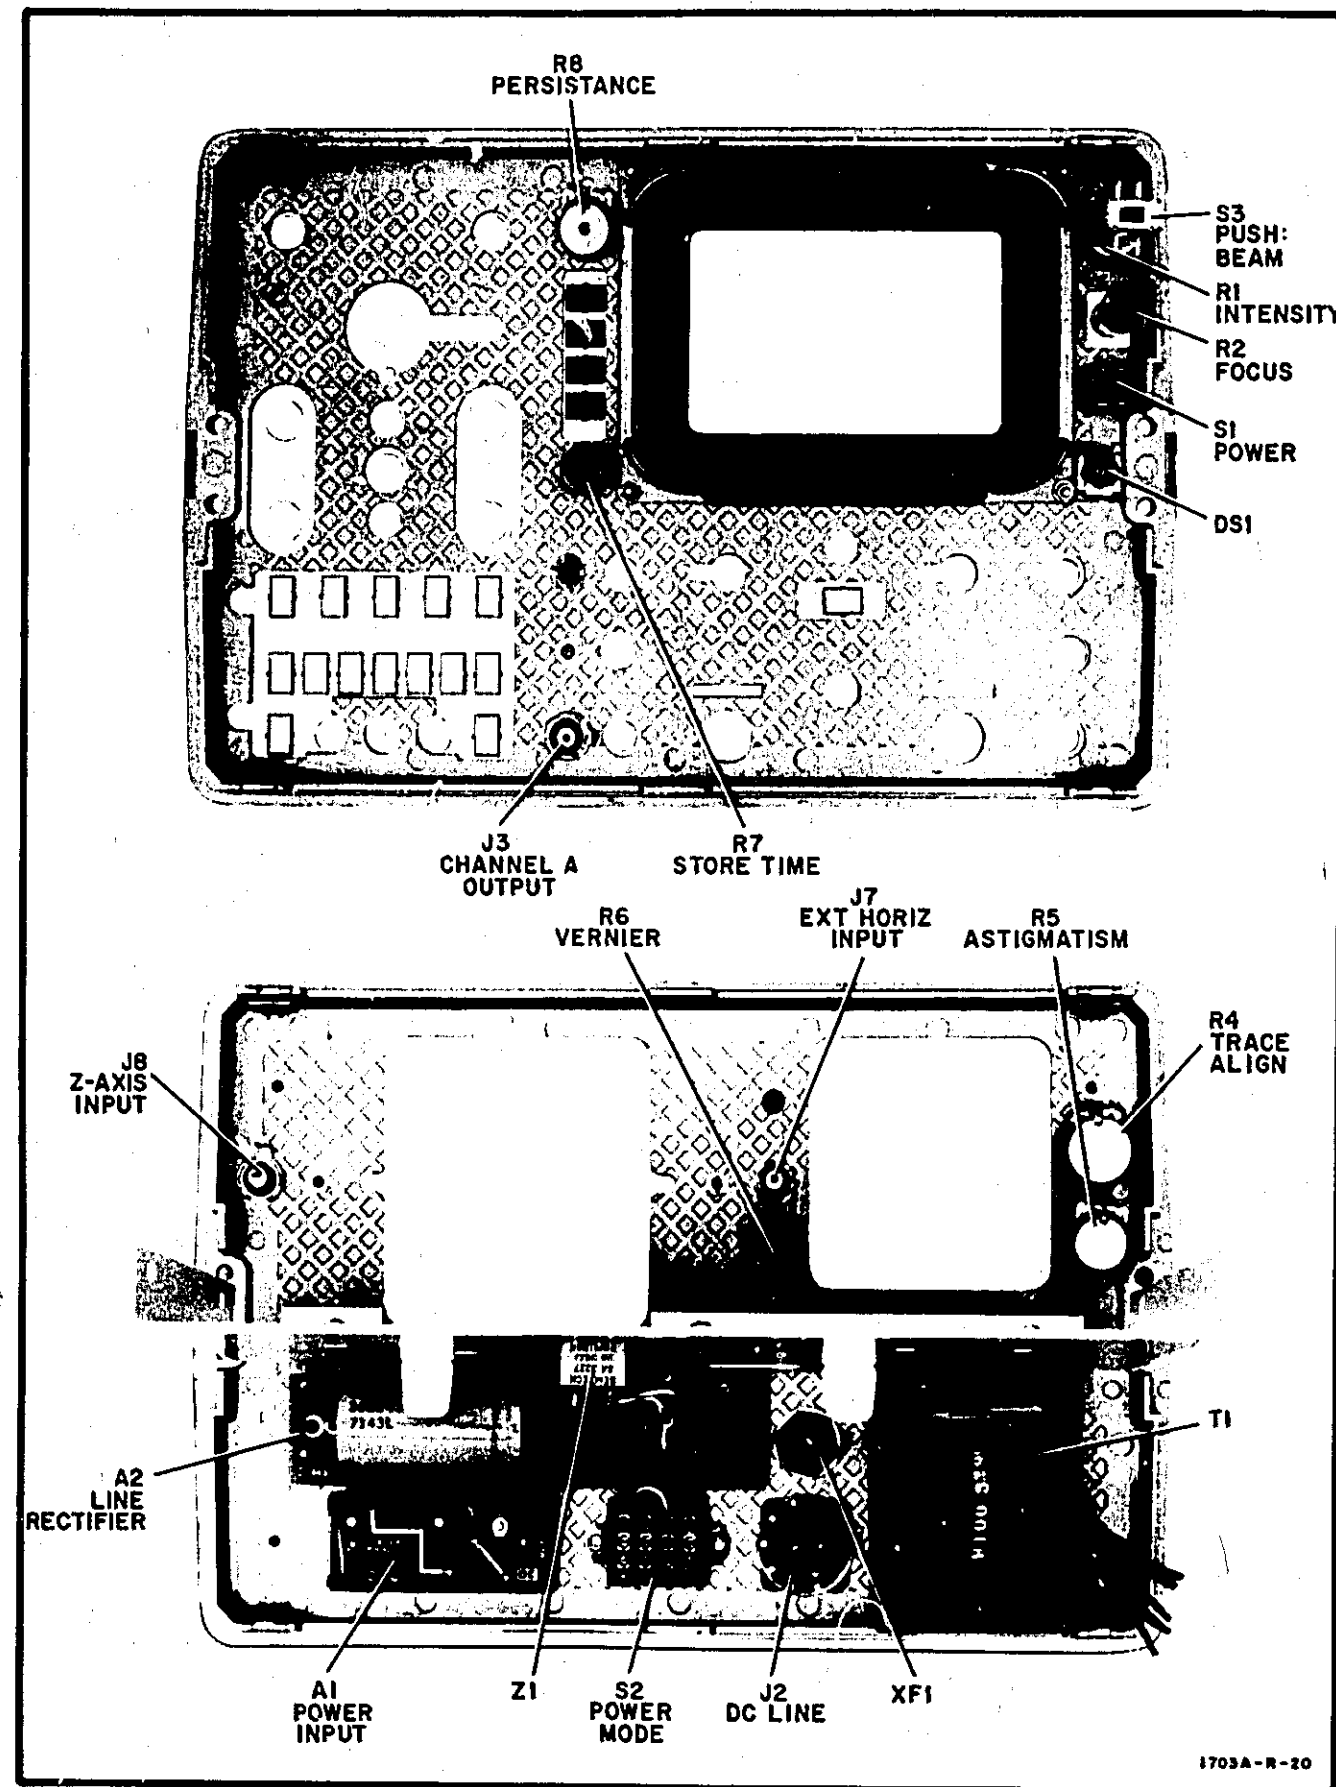 R8
PERSISTANCE
S3
PUSH:
BEAM
R1
INTENSITY
R2
FOCUS
S1
POWER
DS1
J3
CHANNEL A
OUTPUT
R7
STORE TIME
R6
VERNIER
J7
EXT HORIZ
INPUT
R5
ASTIGMATISM
R4
TRACE
ALIGN
J8
Z-AXIS
INPUT
7143L
T1
A2
LINE
RECTIFIER
A1
POWER
INPUT
Z1
S2
POWER
MODE
J2
DC LINE
XF1
1703A-R-20